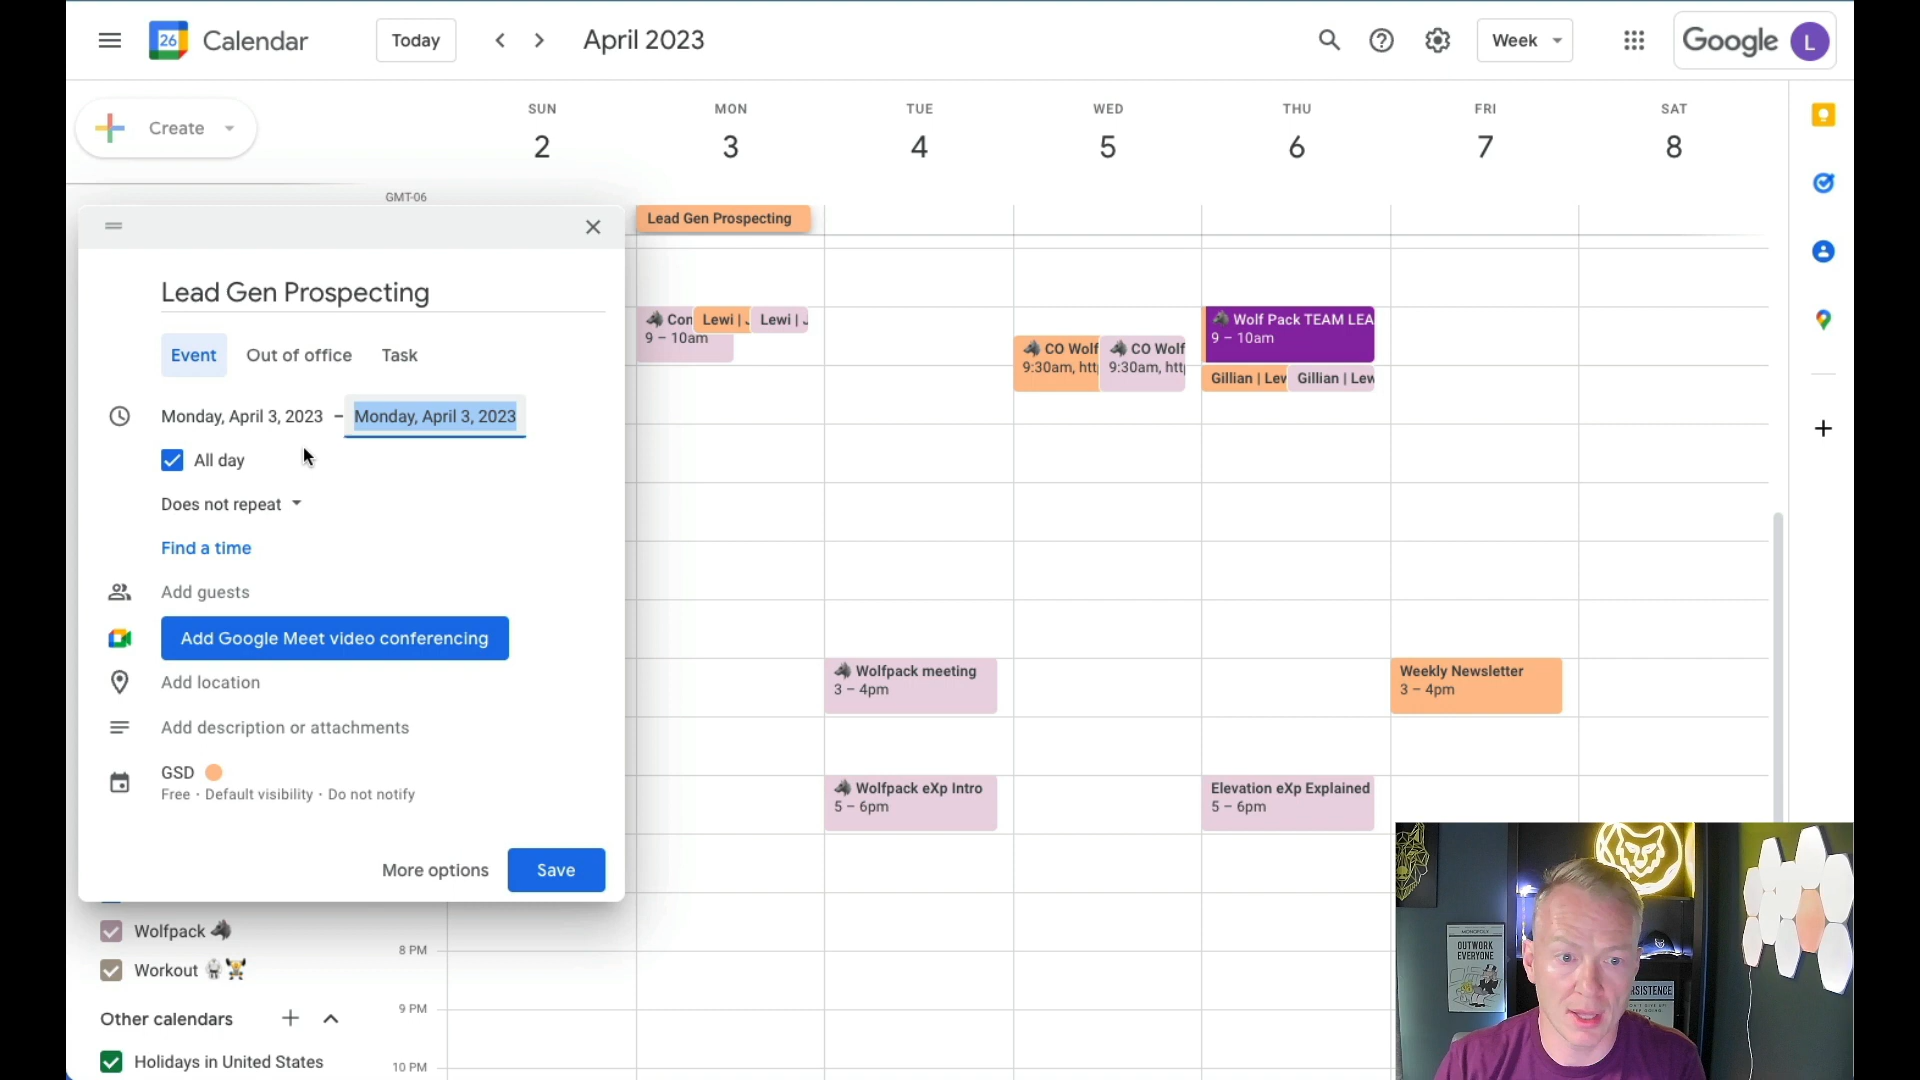 26 Calendar
Today
April 2023
Week
Google L
Create
SUN
2
MON
3
TUE
4
WED
5
THU
6
FRI
7
SAT
8
GMT-06
Lead Gen Prospecting
Lead Gen Prospecting
Event Out of office Task
Monday, April 3, 2023 – Monday, April 3, 2023
All day
Does not repeat
Find a time
Add guests
Add Google Meet video conferencing
Add location
Add description or attachments
GSD
Free · Default visibility · Do not notify
More options Save
Con
9 – 10am
Lewi | J
Lewi | J
CO Wolf
9:30am, htt
CO Wolf
9:30am, htt
Wolf Pack TEAM LEA
9 – 10am
Gillian | Lew
Gillian | Lew
Wolfpack meeting
3 – 4pm
Weekly Newsletter
3 – 4pm
Wolfpack eXp Intro
5 – 6pm
Elevation eXp Explained
5 – 6pm
Wolfpack
Workout
Other calendars
Holidays in United States
8 PM
9 PM
10 PM
MONOPOLY
OUTWORK
EVERYONE
RSISTENCE